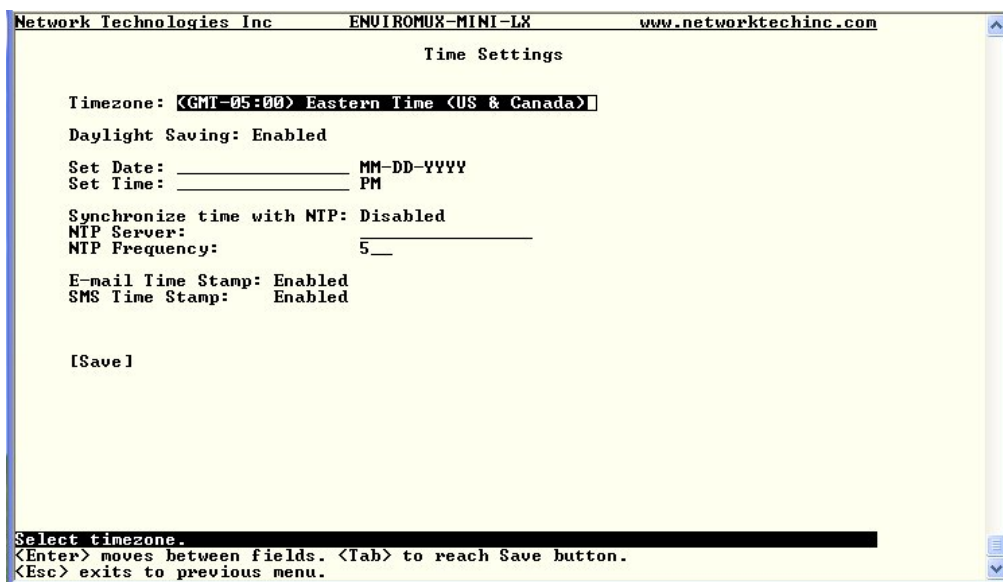 Network Technologies Inc ENVIROMUX-MINI-LX www.networktechinc.com
Time Settings
Timezone: (GMT-05:00) Eastern Time (US & Canada)
Daylight Saving: Enabled
Set Date: MM-DD-YYYY
Set Time: PM
Synchronize time with NTP: Disabled
NTP Server:
NTP Frequency: 5
E-mail Time Stamp: Enabled
SMS Time Stamp: Enabled
[Save]
Select timezone.
<Enter> moves between fields. <Tab> to reach Save button.
<Esc> exits to previous menu.